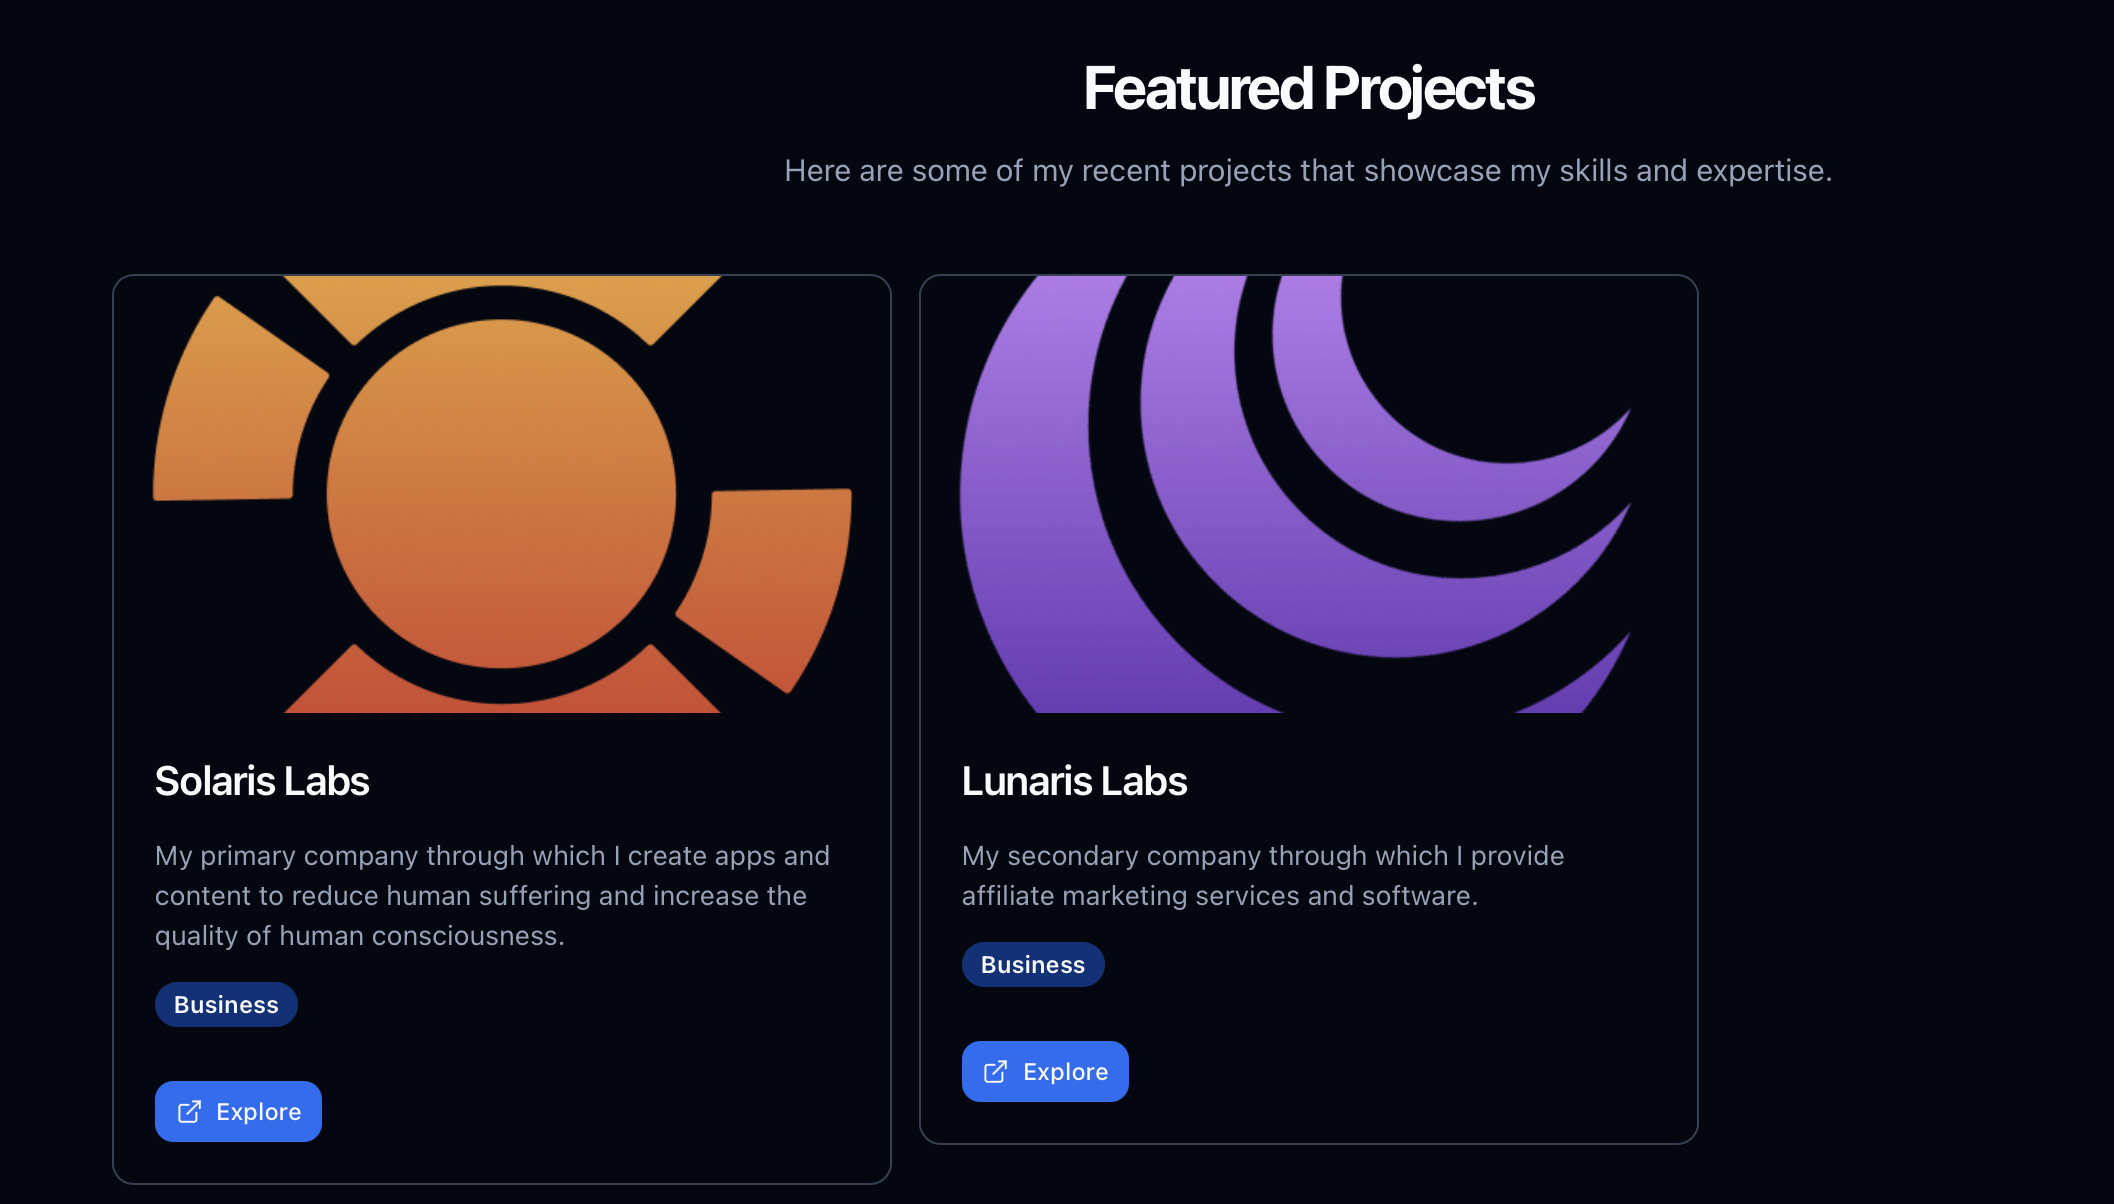 Featured Projects
Here are some of my recent projects that showcase my skills and expertise.
Solaris Labs
My primary company through which I create apps and
content to reduce human suffering and increase the
quality of human consciousness.
Business
Explore
Lunaris Labs
My secondary company through which I provide
affiliate marketing services and software.
Business
Explore